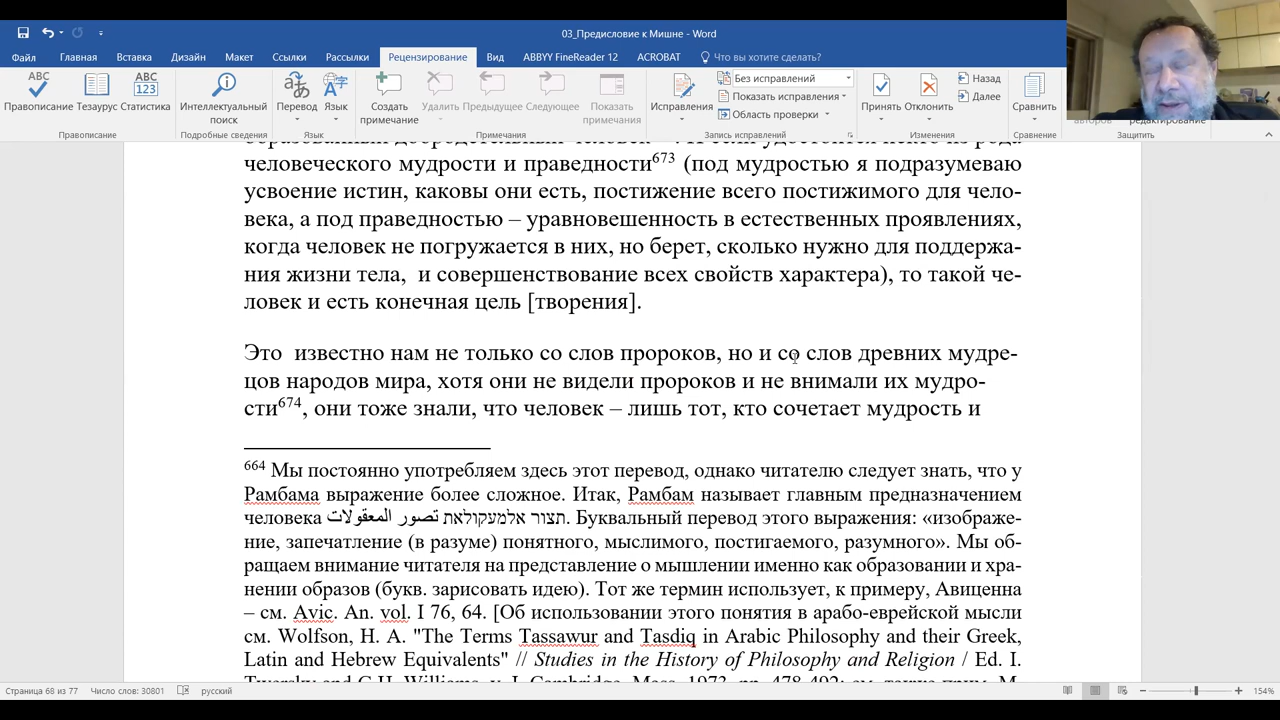 03_Предисловие к Мишне - Word
Файл Главная Вставка Дизайн Макет Ссылки Рассылки Рецензирование Вид ABBYY FineReader 12 ACROBAT Что вы хотите сделать?
ABC Правописание
Тезаурус
ABC 123 Статистика
Интеллектуальный поиск
Перевод
Язык
Создать примечание
Удалить
Предыдущее
Следующее
Показать примечания
Исправления
Без исправлений
Показать исправления
Область проверки
Принять
Отклонить
Назад
Далее
Сравнить
Правописание Подробные сведения Язык Примечания Запись исправлений Изменения Сравнение Защитить
человеческого мудрости и праведности673 (под мудростью я подразумеваю
усвоение истин, каковы они есть, постижение всего постижимого для чело-
века, а под праведностью – уравновешенность в естественных проявлениях,
когда человек не погружается в них, но берет, сколько нужно для поддержа-
ния жизни тела, и совершенствование всех свойств характера), то такой че-
ловек и есть конечная цель [творения].
Это известно нам не только со слов пророков, но и со слов древних мудре-
цов народов мира, хотя они не видели пророков и не внимали их мудро-
сти674, они тоже знали, что человек – лишь тот, кто сочетает мудрость и
664 Мы постоянно употребляем здесь этот перевод, однако читателю следует знать, что у
Рамбама выражение более сложное. Итак, Рамбам называет главным предназначением
человека תצור אלמעקולאת تصور المعقولات. Буквальный перевод этого выражения: «изображе-
ние, запечатление (в разуме) понятного, мыслимого, постигаемого, разумного». Мы об-
ращаем внимание читателя на представление о мышлении именно как образовании и хра-
нении образов (букв. зарисовать идею). Тот же термин использует, к примеру, Авиценна
– см. Avic. An. vol. I 76, 64. [Об использовании этого понятия в арабо-еврейской мысли
см. Wolfson, H. A. "The Terms Tassawur and Tasdiq in Arabic Philosophy and their Greek,
Latin and Hebrew Equivalents" // Studies in the History of Philosophy and Religion / Ed. I.
Страница 68 из 77 Число слов: 30801 русский 154%